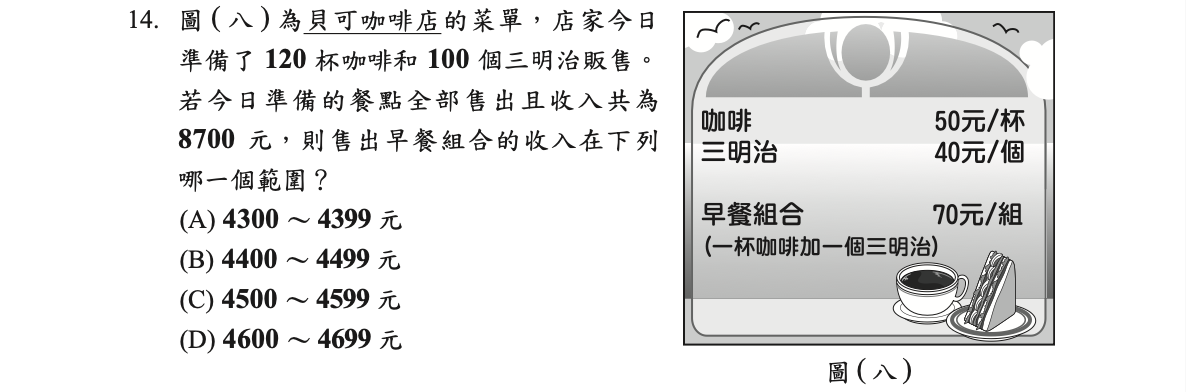 14. 圖(八)為貝可咖啡店的菜單，店家今日
準備了 120 杯咖啡和 100 個三明治販售。
若今日準備的餐點全部售出且收入共為
8700 元，則售出早餐組合的收入在下列
哪一個範圍？
(A) 4300 ～ 4399 元
(B) 4400 ～ 4499 元
(C) 4500 ～ 4599 元
(D) 4600 ～ 4699 元
咖啡 50元/杯
三明治 40元/個
早餐組合 70元/組
(一杯咖啡加一個三明治)
圖(八)